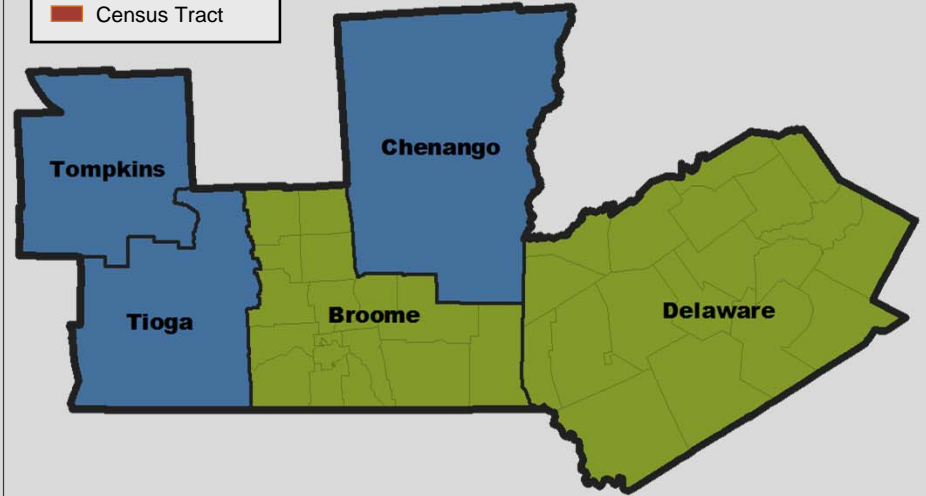 Census Tract
Chenango
Tompkins
Delaware
Broome
Tioga